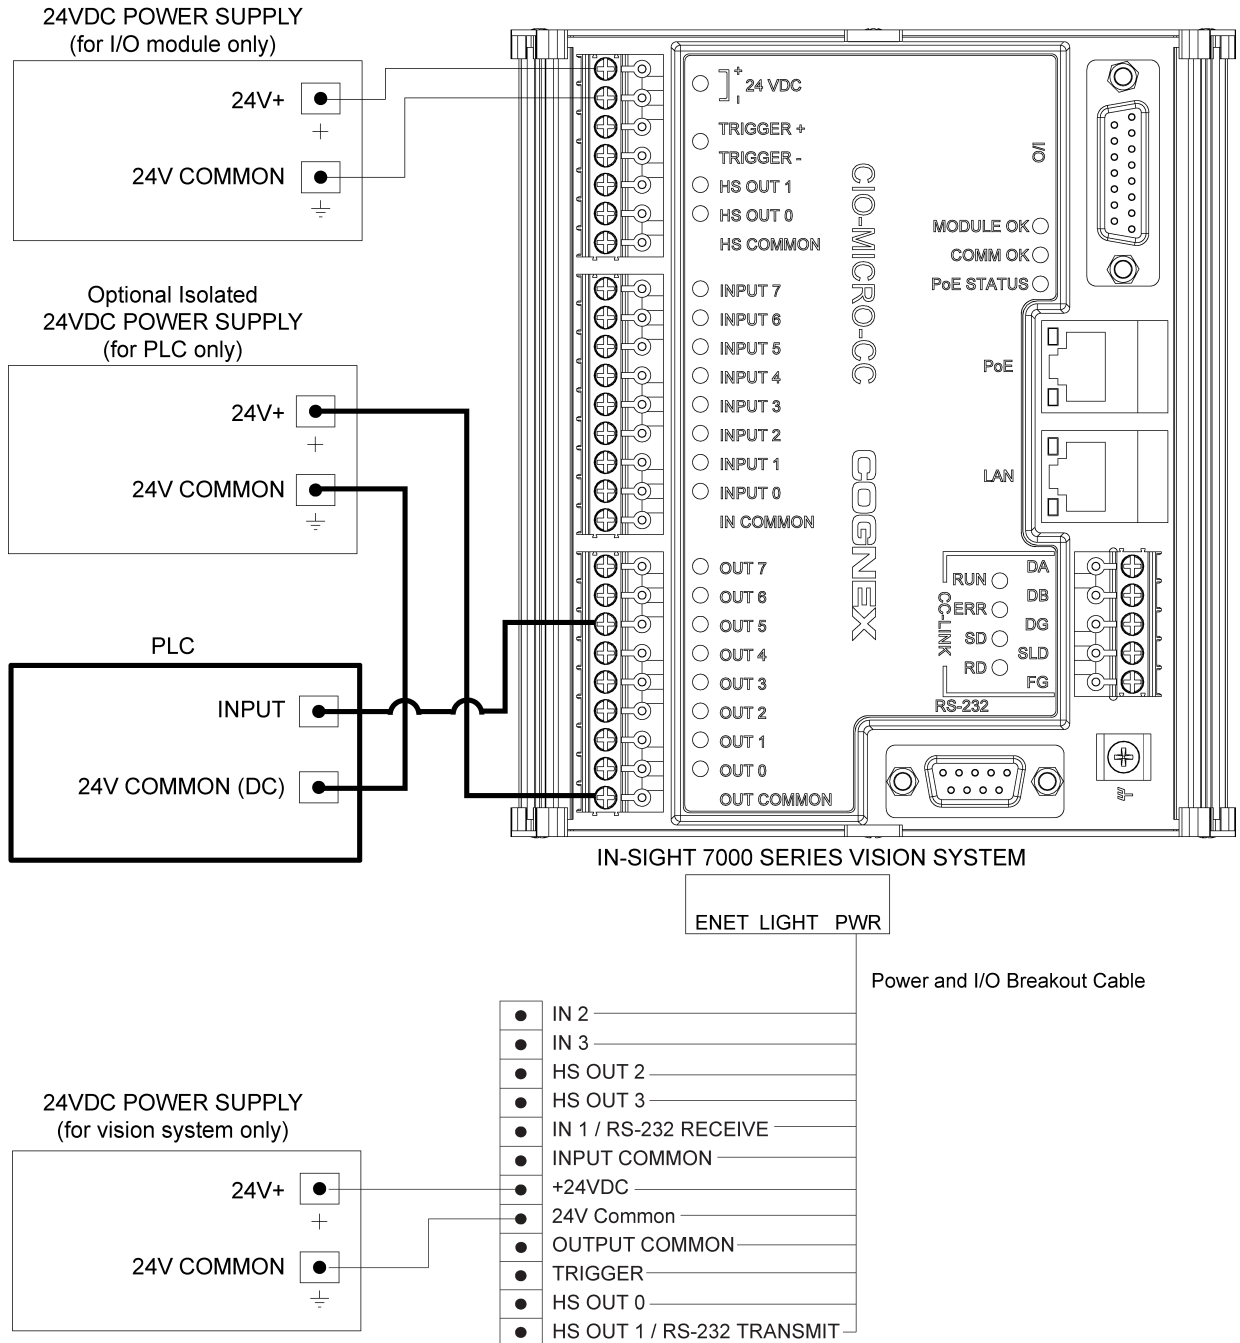 24VDC POWER SUPPLY
(for I/O module only)
24V+
+
24V COMMON
Optional Isolated
24VDC POWER SUPPLY
(for PLC only)
24V+
+
24V COMMON
PLC
INPUT
24V COMMON (DC)
+
-
24 VDC
TRIGGER +
TRIGGER -
HS OUT 1
HS OUT 0
HS COMMON
INPUT 7
INPUT 6
INPUT 5
INPUT 4
INPUT 3
INPUT 2
INPUT 1
INPUT 0
IN COMMON
OUT 7
OUT 6
OUT 5
OUT 4
OUT 3
OUT 2
OUT 1
OUT 0
OUT COMMON
CIO-MICRO-CC
COGNEX
I/O
MODULE OK
COMM OK
PoE STATUS
PoE
LAN
CC-LINK
RUN
ERR
SD
RD
DA
DB
DG
SLD
FG
RS-232
IN-SIGHT 7000 SERIES VISION SYSTEM
ENET LIGHT PWR
Power and I/O Breakout Cable
IN 2
IN 3
HS OUT 2
HS OUT 3
IN 1 / RS-232 RECEIVE
INPUT COMMON
+24VDC
24V Common
OUTPUT COMMON
TRIGGER
HS OUT 0
HS OUT 1 / RS-232 TRANSMIT
24VDC POWER SUPPLY
(for vision system only)
24V+
+
24V COMMON